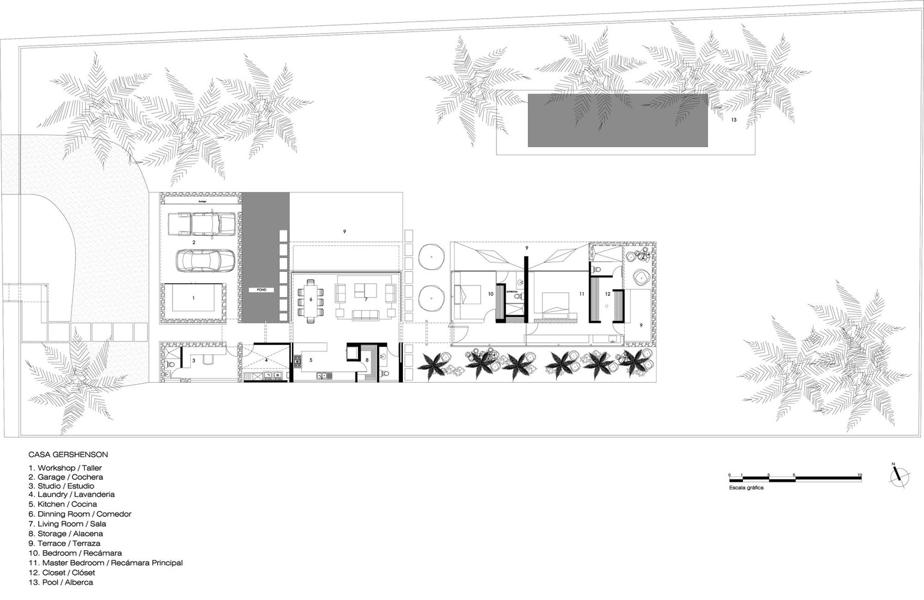 13
9
2
POND
1
6
7
9
10
11
12
9
3
4
5
8
CASA GERSHENSON
1. Workshop / Taller
2. Garage / Cochera
3. Studio / Estudio
4. Laundry / Lavanderia
5. Kitchen / Cocina
6. Dinning Room / Comedor
7. Living Room / Sala
8. Storage / Alacena
9. Terrace / Terraza
10. Bedroom / Recámara
11. Master Bedroom / Recámara Principal
12. Closet / Clóset
13. Pool / Alberca
0 1 3 5 10
Escala gráfica
N